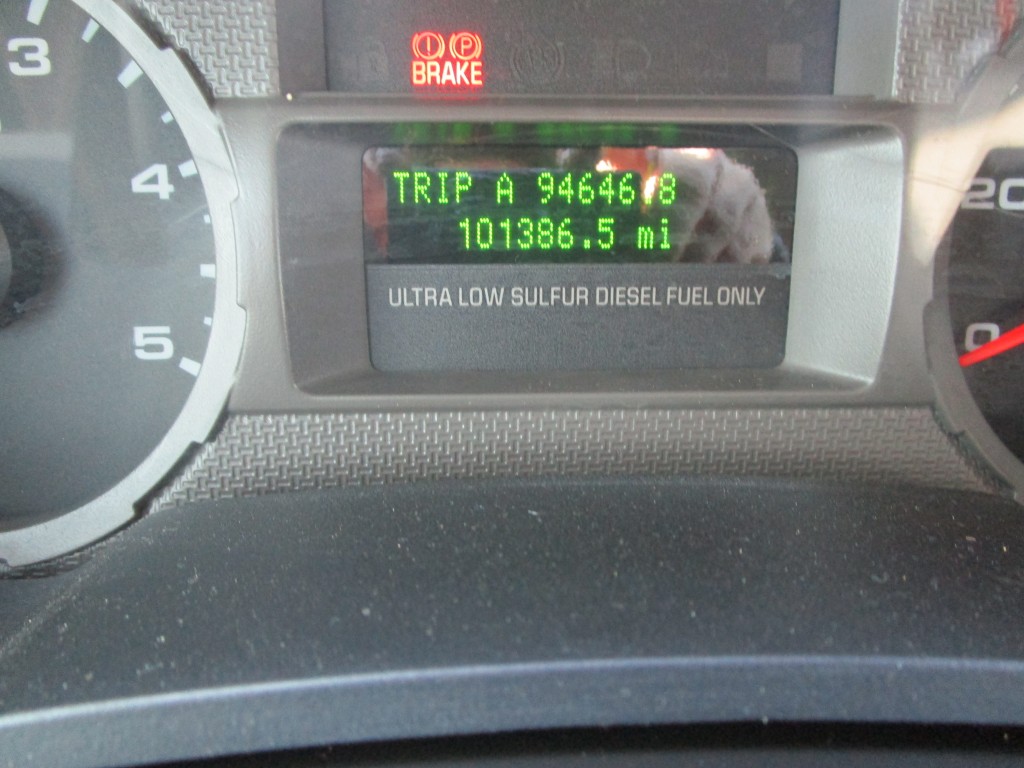 3
P
BRAKE
4
TRIP A 94646.8
101386.5 mi
20
ULTRA LOW SULFUR DIESEL FUEL ONLY
5
0